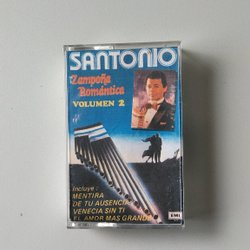 SANTONIO
Zampoña
Romántica
VOLUMEN 2
Incluye:
MENTIRA
DE TU AUSENCIA
VENECIA SIN TI
EL AMOR MAS GRANDE
EMI